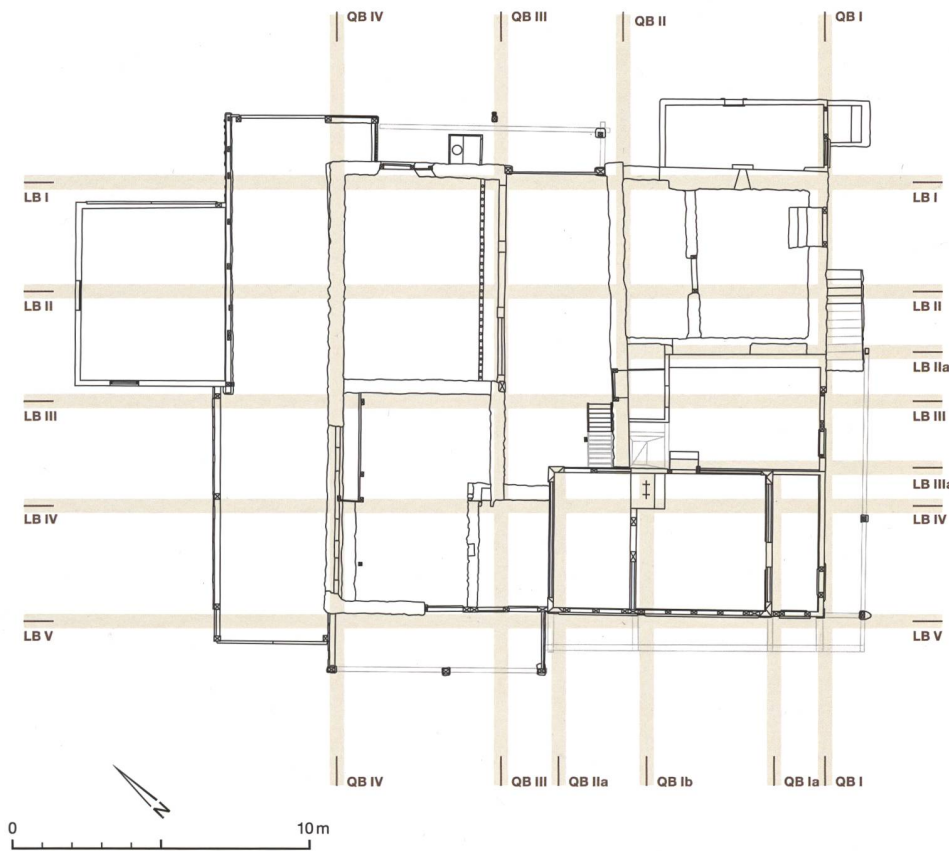 QB IV QB III QB II QB I
LB I LB I
LB II LB II
LB IIa
LB III LB III
LB IIIa
LB IV LB IV
LB V LB V
QB IV QB III QB IIa QB Ib QB Ia QB I
N
0 10 m